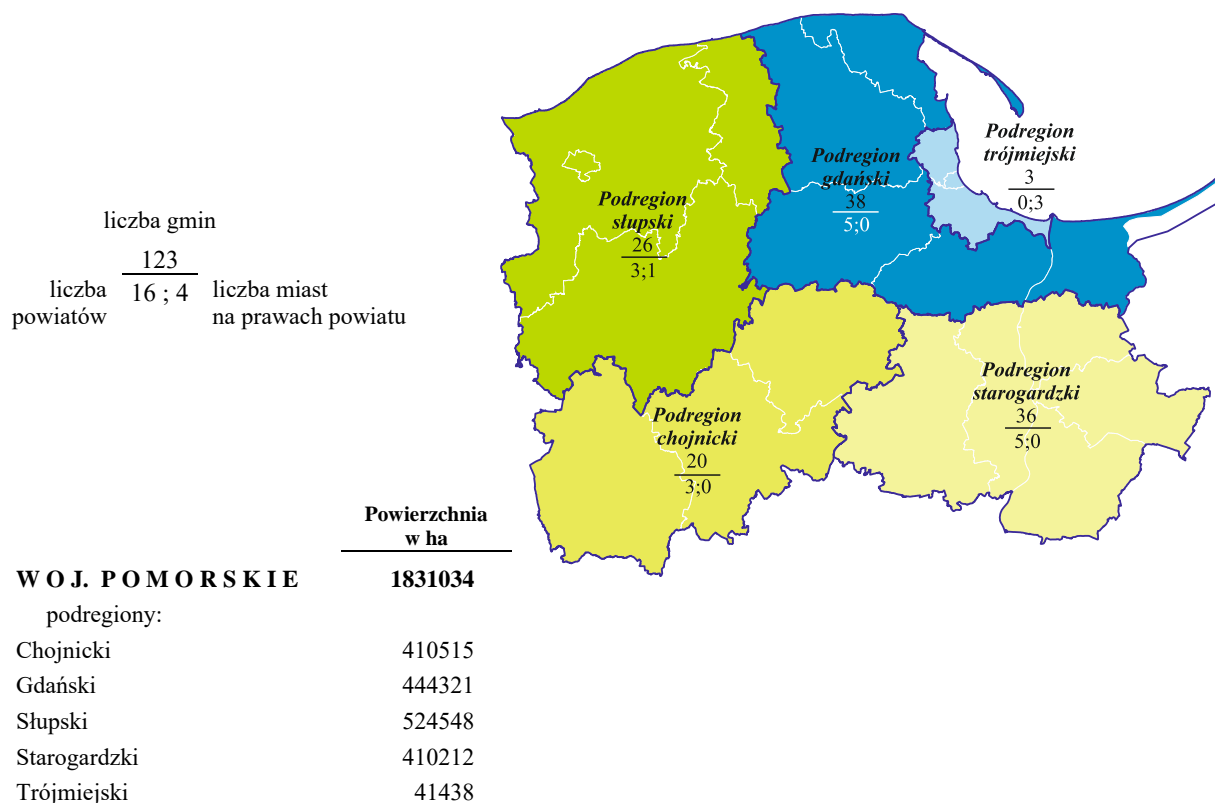 Podregion
trójmiejski
3
0;3
Podregion
gdański
38
5;0
Podregion
słupski
26
3;1
liczba gmin
123
liczba
powiatów
16 ; 4
liczba miast
na prawach powiatu
Podregion
starogardzki
36
5;0
Podregion
chojnicki
20
3;0
Powierzchnia
w ha
W O J. P O M O R S K I E 1831034
podregiony:
Chojnicki 410515
Gdański 444321
Słupski 524548
Starogardzki 410212
Trójmiejski 41438